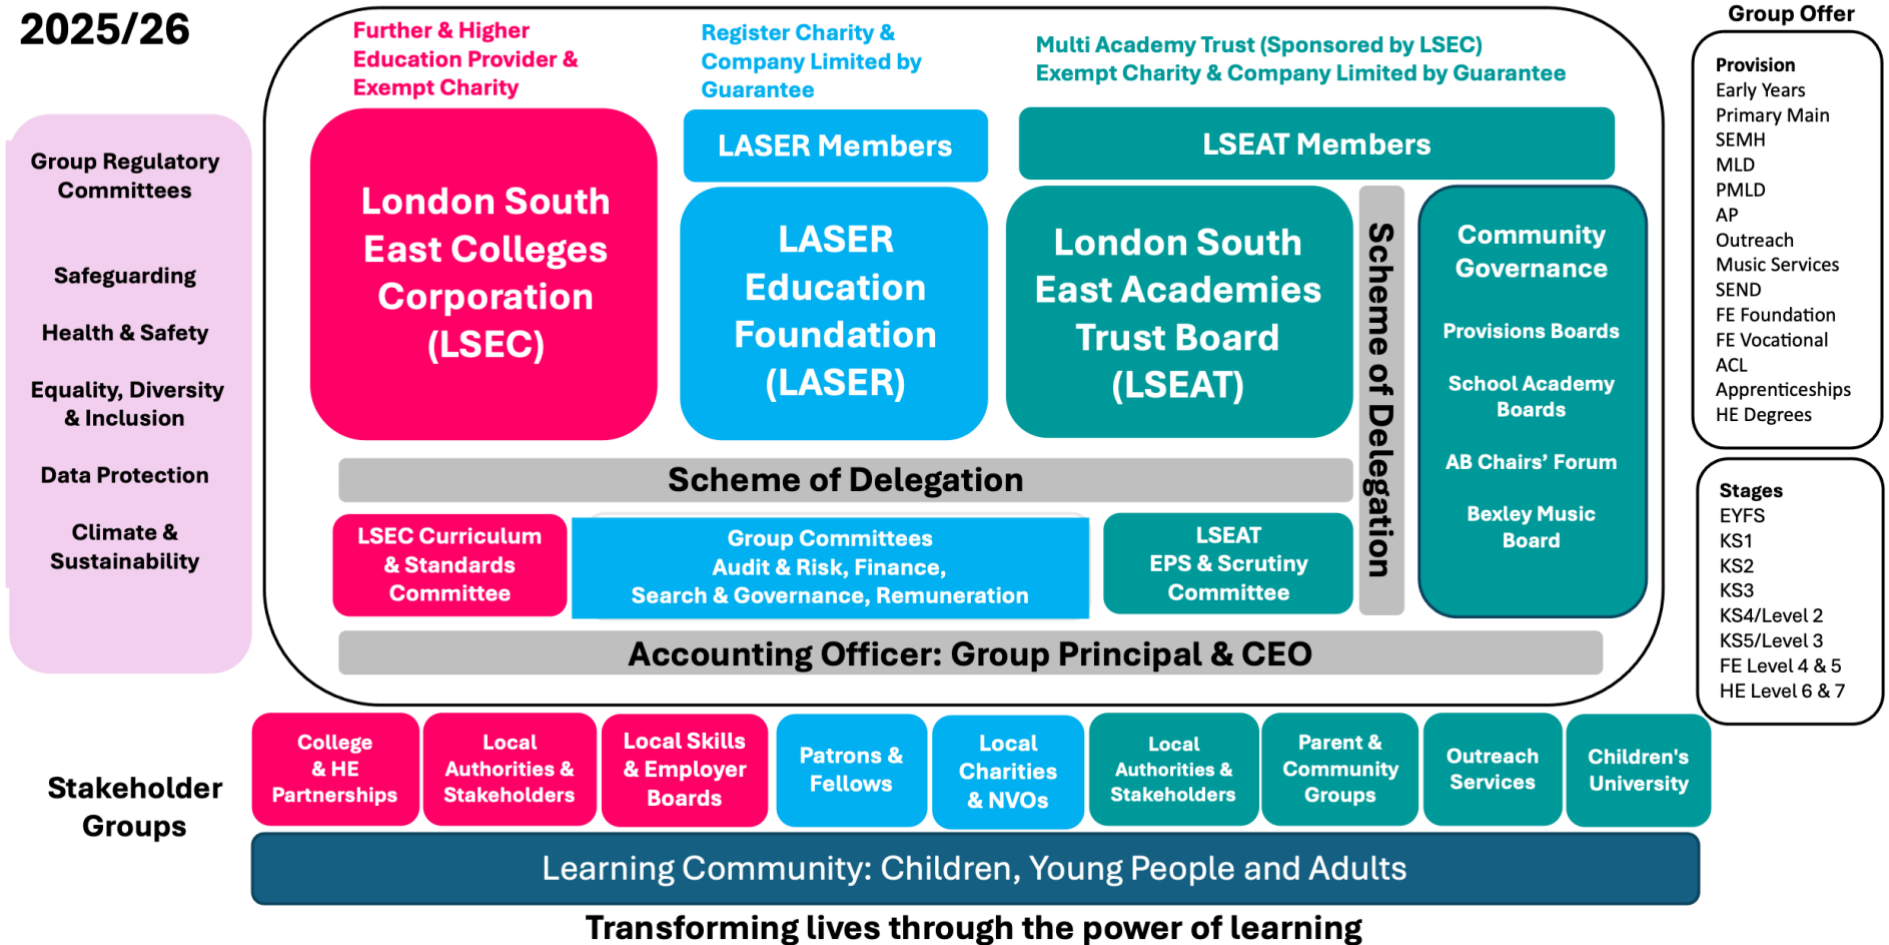 2025/26
Further & Higher
Education Provider &
Exempt Charity
Register Charity &
Company Limited by
Guarantee
Multi Academy Trust (Sponsored by LSEC)
Exempt Charity & Company Limited by Guarantee
Group Offer
Group Regulatory
Committees
Safeguarding
Health & Safety
Equality, Diversity
& Inclusion
Data Protection
Climate &
Sustainability
London South
East Colleges
Corporation
(LSEC)
LASER Members
LASER
Education
Foundation
(LASER)
LSEAT Members
London South
East Academies
Trust Board
(LSEAT)
Scheme of Delegation
Community
Governance
Provisions Boards
School Academy
Boards
AB Chairs’ Forum
Bexley Music
Board
Scheme of Delegation
LSEC Curriculum
& Standards
Committee
Group Committees
Audit & Risk, Finance,
Search & Governance, Remuneration
LSEAT
EPS & Scrutiny
Committee
Accounting Officer: Group Principal & CEO
Provision
Early Years
Primary Main
SEMH
MLD
PMLD
AP
Outreach
Music Services
SEND
FE Foundation
FE Vocational
ACL
Apprenticeships
HE Degrees
Stages
EYFS
KS1
KS2
KS3
KS4/Level 2
KS5/Level 3
FE Level 4 & 5
HE Level 6 & 7
Stakeholder
Groups
College
& HE
Partnerships
Local
Authorities &
Stakeholders
Local Skills
& Employer
Boards
Patrons &
Fellows
Local
Charities
& NVOs
Local
Authorities &
Stakeholders
Parent &
Community
Groups
Outreach
Services
Children's
University
Learning Community: Children, Young People and Adults
Transforming lives through the power of learning